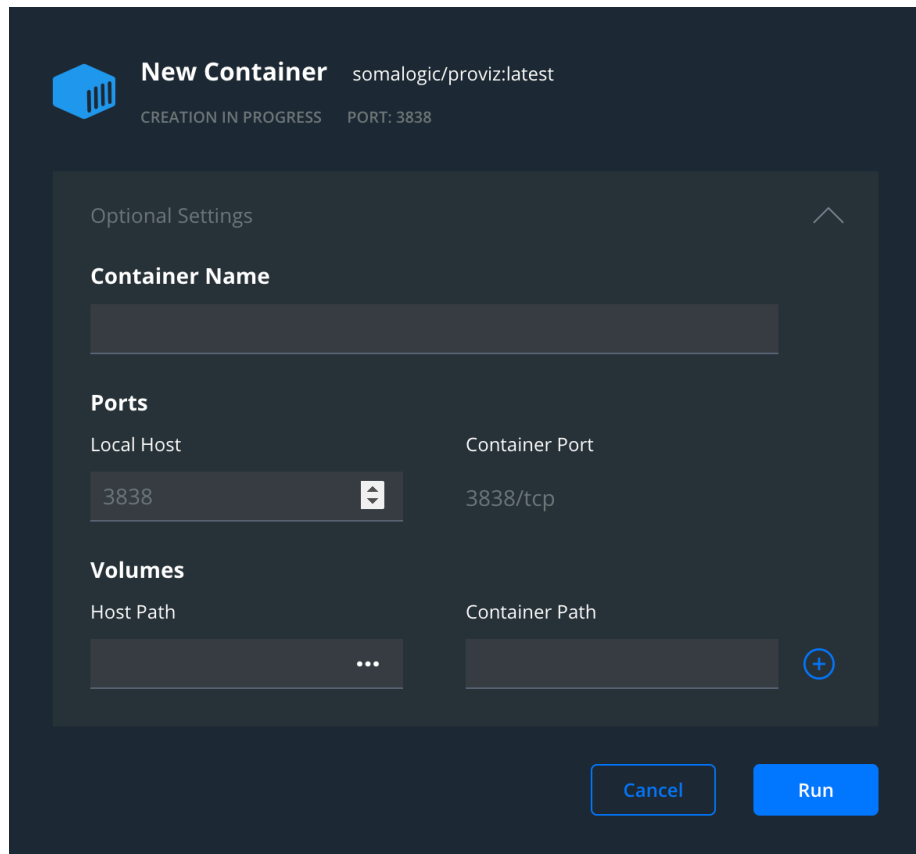 New Container somalogic/proviz:latest
CREATION IN PROGRESS PORT: 3838
Optional Settings
Container Name
Ports
Local Host Container Port
3838 3838/tcp
Volumes
Host Path Container Path
Cancel Run